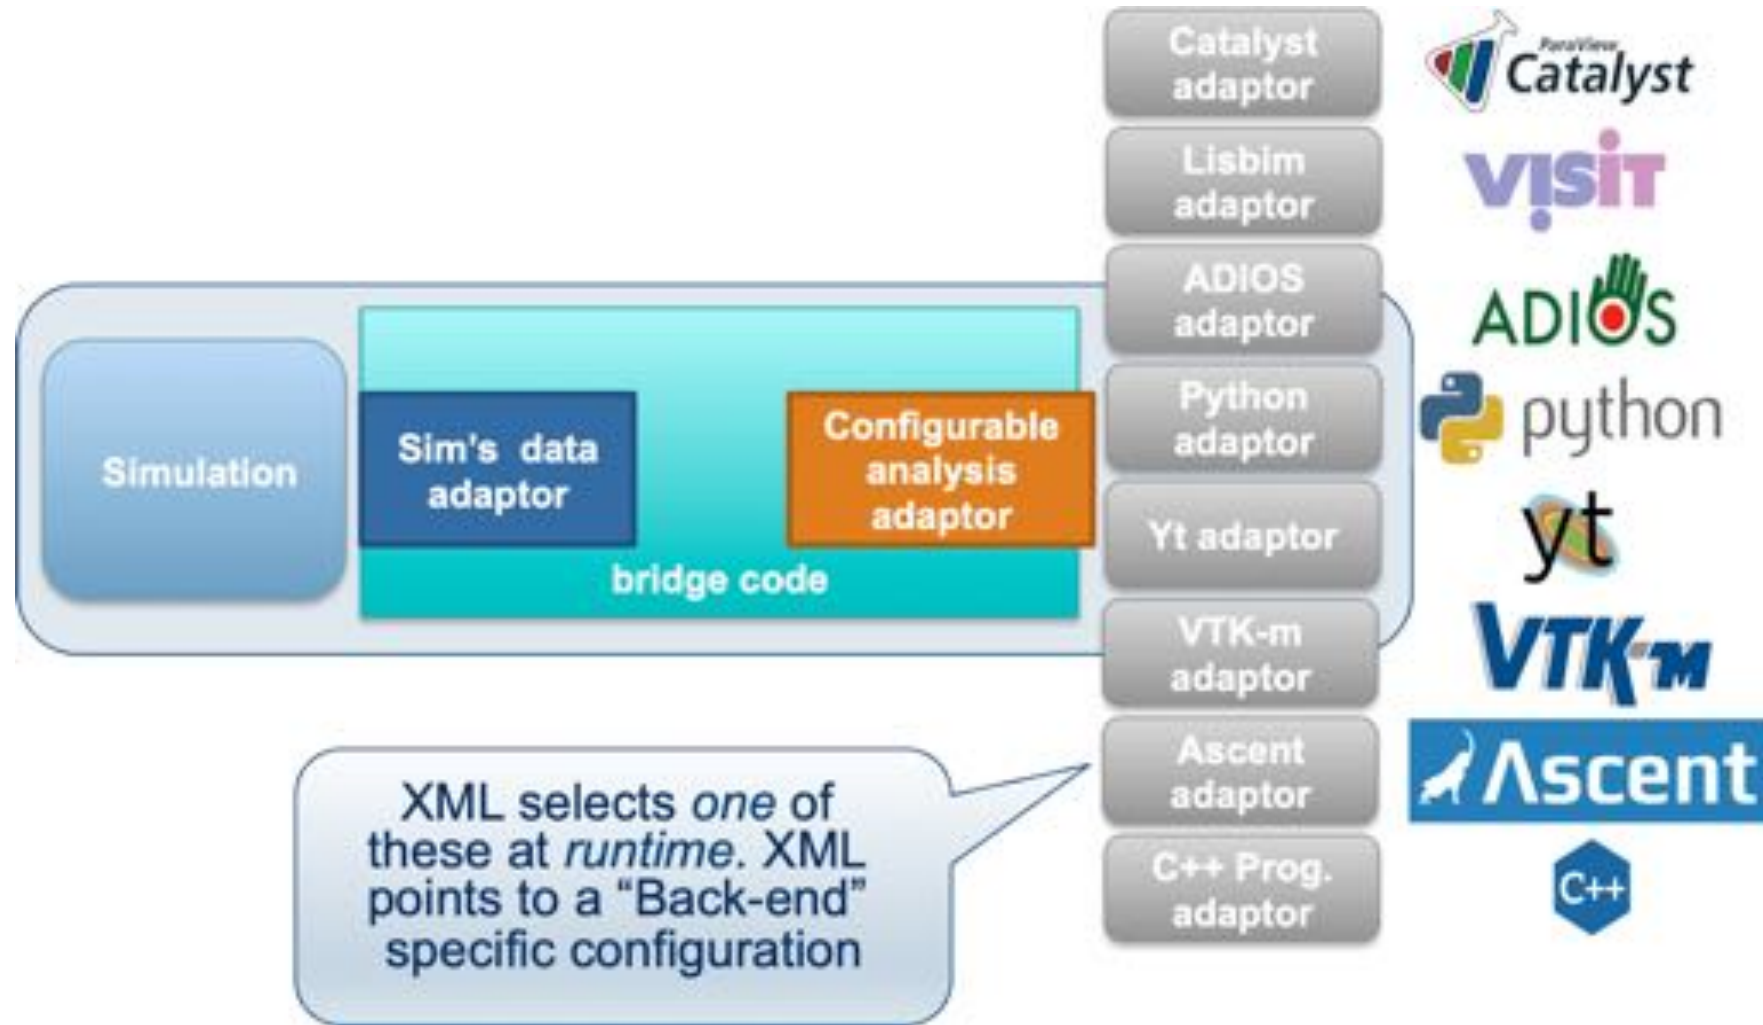 Catalyst
adaptor
ParaView
Catalyst
Lisbim
adaptor
VisIT
ADIOS
adaptor
ADIOS
Simulation
Sim's data
adaptor
Configurable
analysis
adaptor
bridge code
Python
adaptor
python
Yt adaptor
yt
VTK-m
adaptor
VTK-m
XML selects one of
these at runtime. XML
points to a “Back-end”
specific configuration
Ascent
adaptor
Ascent
C++ Prog.
adaptor
C++